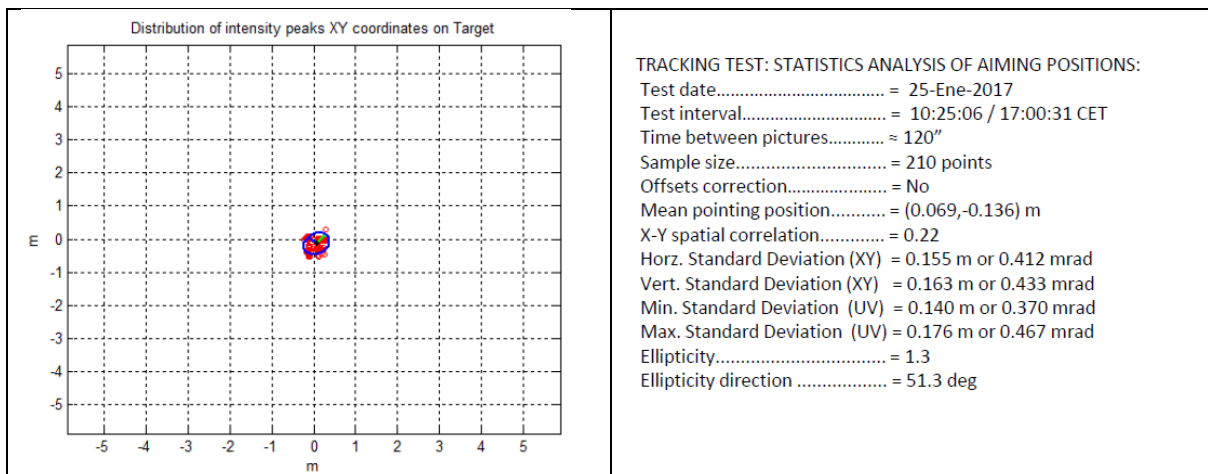 Distribution of intensity peaks XY coordinates on Target
5
4
3
2
1
0
-1
-2
-3
-4
-5
m
-5 -4 -3 -2 -1 0 1 2 3 4 5
m
TRACKING TEST: STATISTICS ANALYSIS OF AIMING POSITIONS:
Test date.................................... = 25-Ene-2017
Test interval............................... = 10:25:06 / 17:00:31 CET
Time between pictures............ ≈ 120”
Sample size................................ = 210 points
Offsets correction..................... = No
Mean pointing position........... = (0.069,-0.136) m
X-Y spatial correlation.............. = 0.22
Horz. Standard Deviation (XY) = 0.155 m or 0.412 mrad
Vert. Standard Deviation (XY) = 0.163 m or 0.433 mrad
Min. Standard Deviation (UV) = 0.140 m or 0.370 mrad
Max. Standard Deviation (UV) = 0.176 m or 0.467 mrad
Ellipticity.................................... = 1.3
Ellipticity direction ................... = 51.3 deg